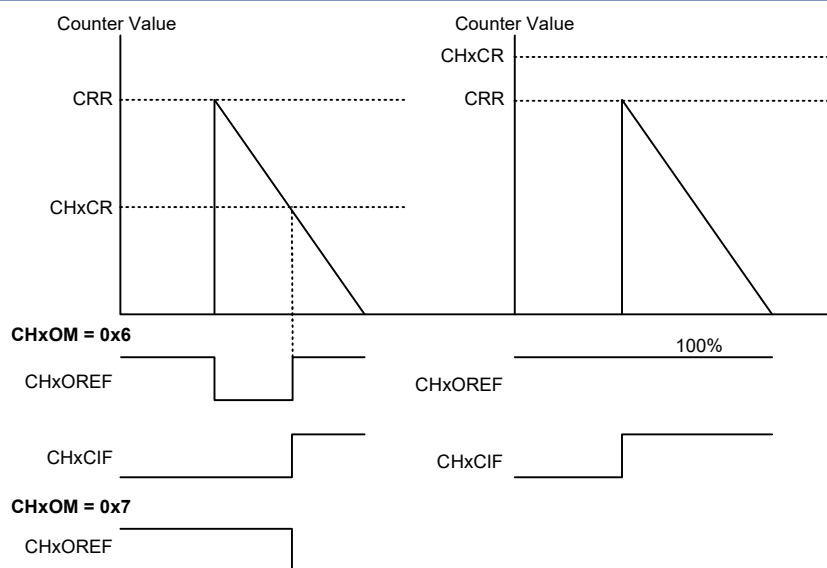 Counter Value
CRR
CHxCR
CHxOM = 0x6
CHxOREF
CHxCIF
CHxOM = 0x7
CHxOREF
Counter Value
CHxCR
CRR
100%
CHxOREF
CHxCIF